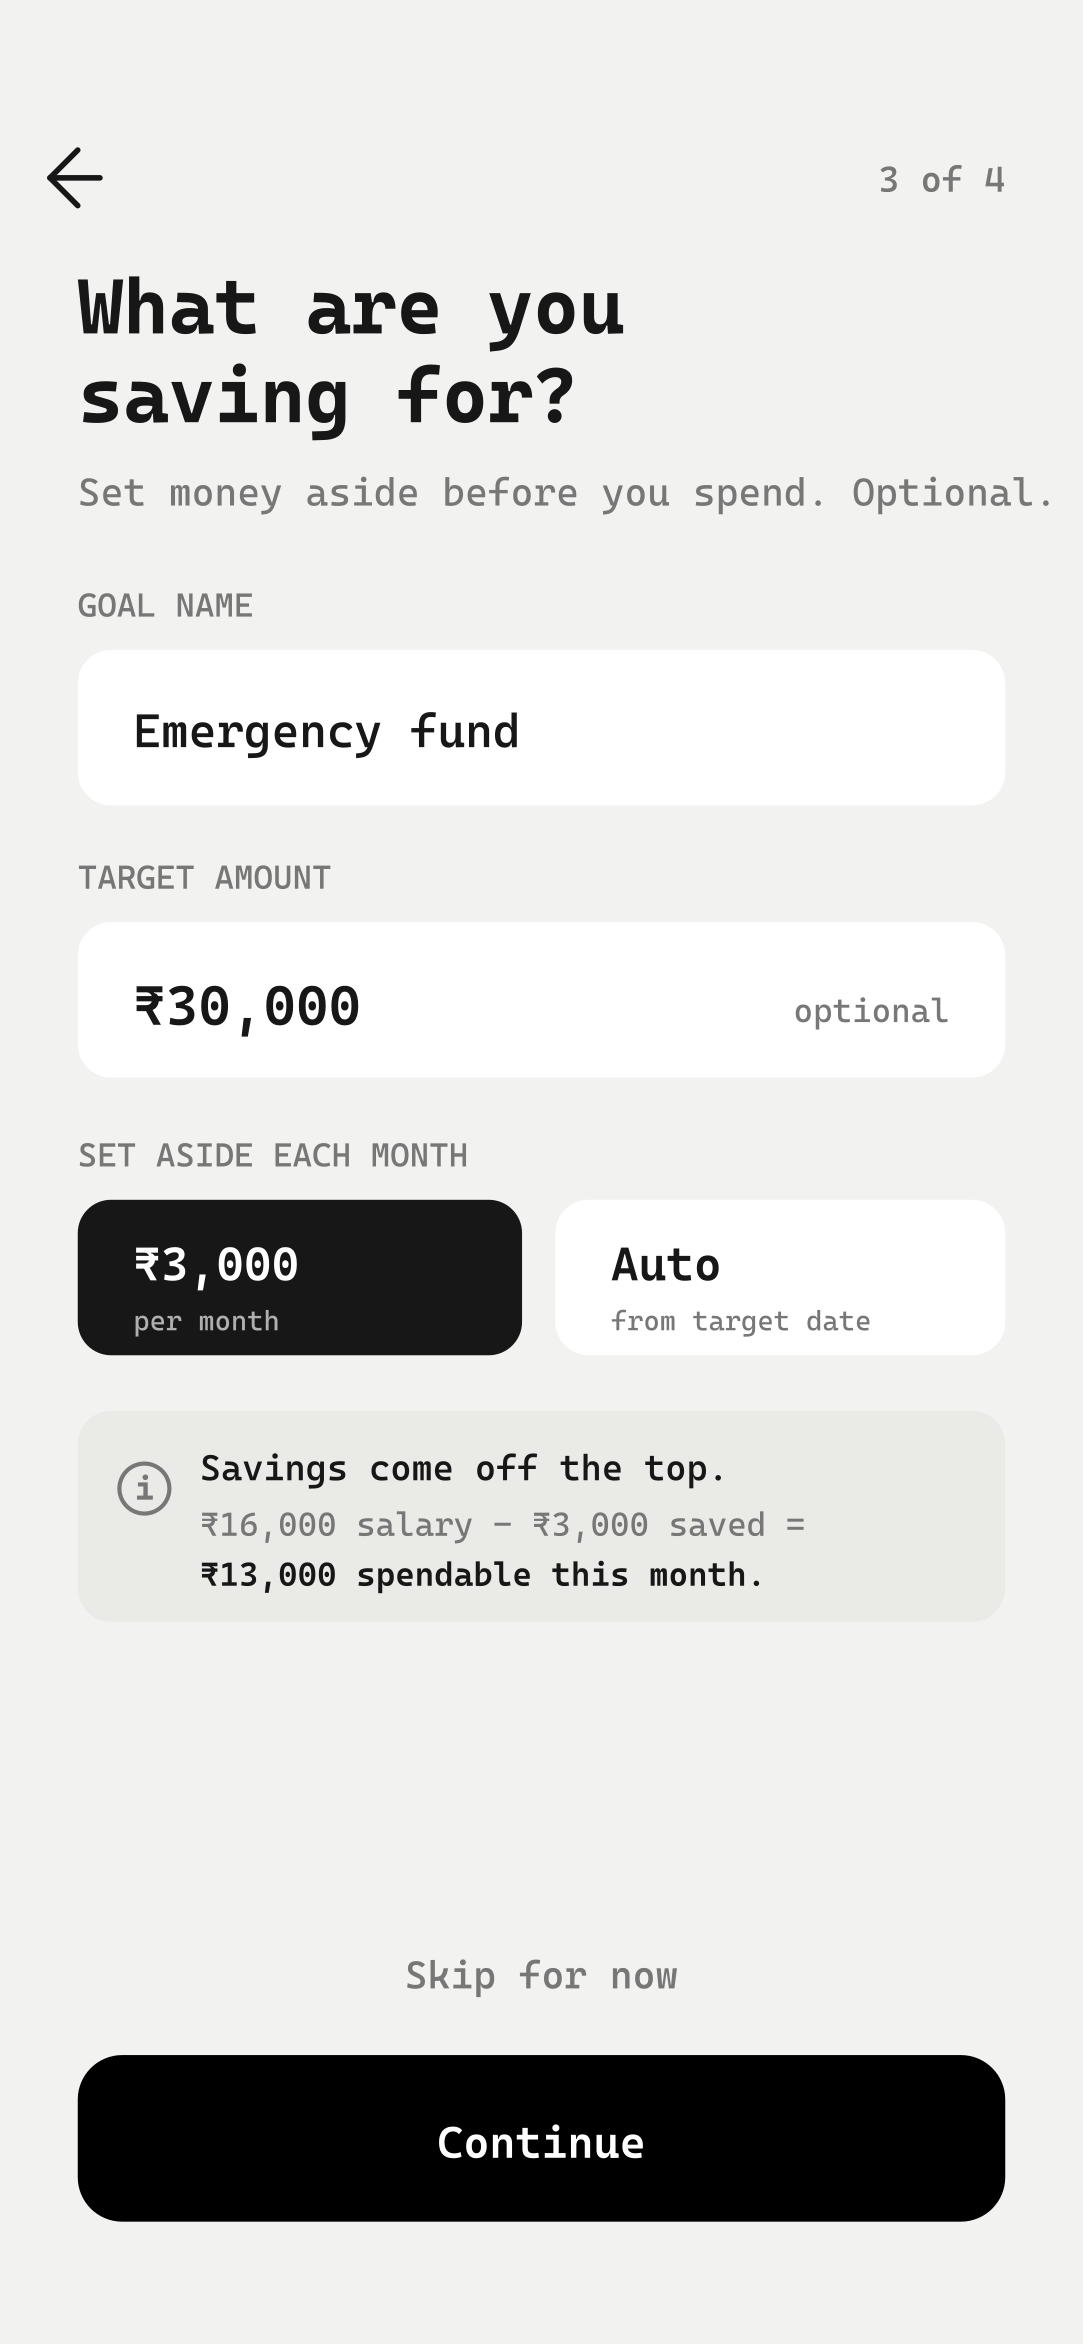 3 of 4
What are you
saving for?
Set money aside before you spend. Optional.
GOAL NAME
Emergency fund
TARGET AMOUNT
₹30,000 optional
SET ASIDE EACH MONTH
₹3,000 Auto
per month from target date
Savings come off the top.
₹16,000 salary − ₹3,000 saved =
₹13,000 spendable this month.
Skip for now
Continue